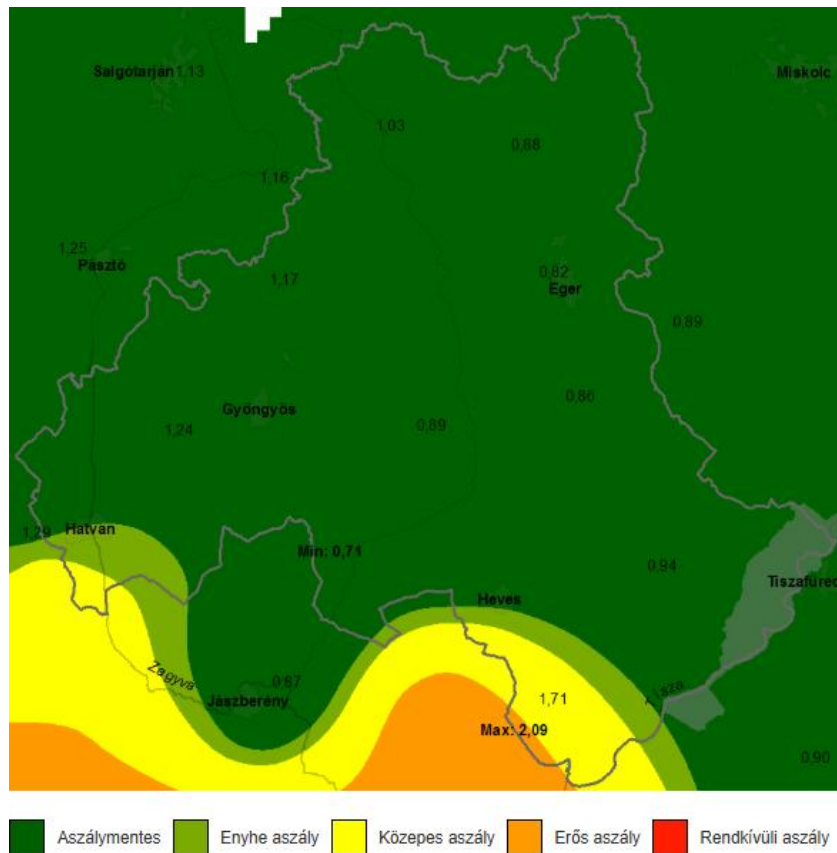 Salgótarján 1,13
Miskolc
1,03
0,88
1,16
1,25
Pásztó
1,17
0,82
Eger
0,89
0,86
Gyöngyös
1,24
0,89
1,29
Hatvan
Min: 0,71
0,94
Tiszafüred
Heves
Zagyva
0,87
Jászberény
Tisza
1,71
Max: 2,09
0,90
Aszálymentes Enyhe aszály Közepes aszály Erős aszály Rendkívüli aszály